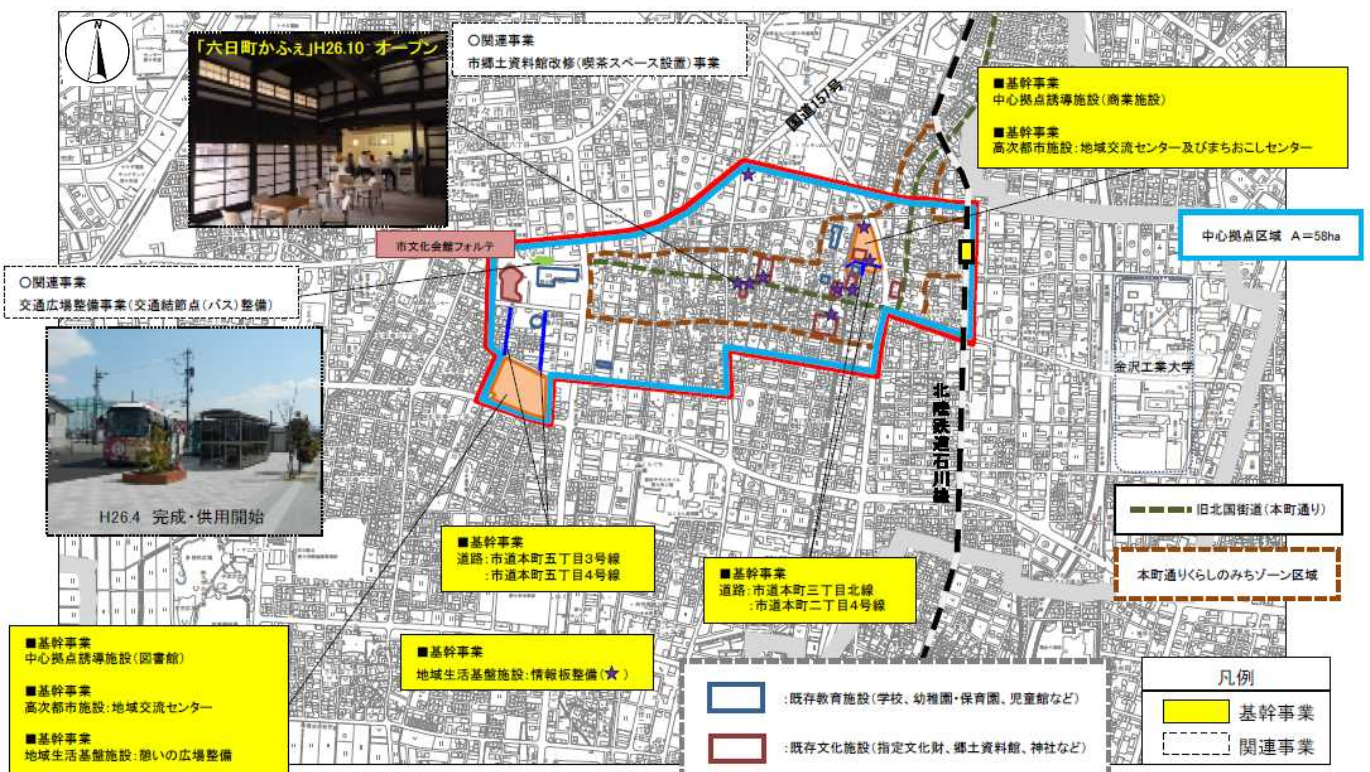 「六日町かふぇ」H26.10 オープン
○関連事業
市郷土資料館改修(喫茶スペース設置)事業
国道157号
■基幹事業
中心拠点誘導施設(商業施設)
■基幹事業
高次都市施設:地域交流センター及びまちおこしセンター
中心拠点区域 A=58ha
市文化会館フォルテ
○関連事業
交通広場整備事業(交通結節点(バス)整備)
H26.4 完成・供用開始
金沢工業大学
北陸鉄道石川線
旧北国街道(本町通り)
本町通りくらしのみちゾーン区域
■基幹事業
道路:市道本町五丁目3号線
:市道本町五丁目4号線
■基幹事業
道路:市道本町三丁目北線
:市道本町二丁目4号線
■基幹事業
中心拠点誘導施設(図書館)
■基幹事業
高次都市施設:地域交流センター
■基幹事業
地域生活基盤施設:憩いの広場整備
■基幹事業
地域生活基盤施設:情報板整備(★)
:既存教育施設(学校、幼稚園・保育園、児童館など)
:既存文化施設(指定文化財、郷土資料館、神社など)
凡例
基幹事業
関連事業